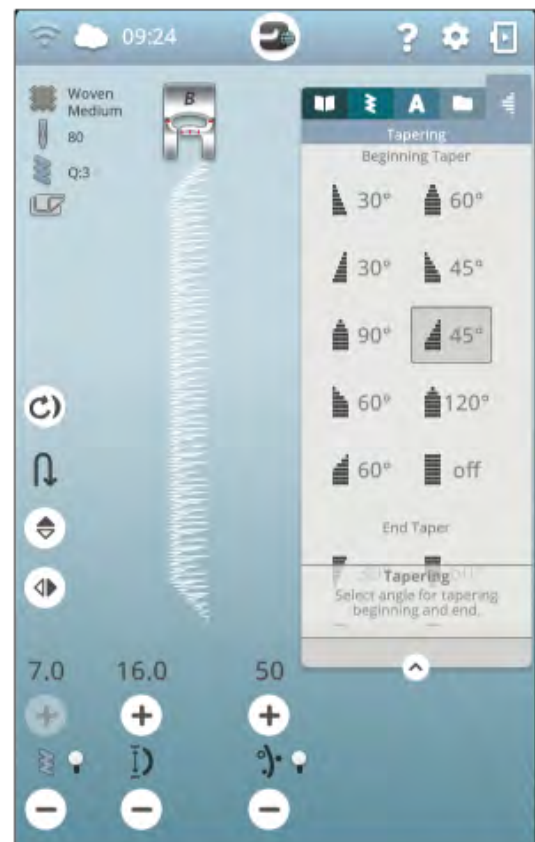 09:24
?
Woven
Medium
80
Q:3
B
A
Tapering
Beginning Taper
30° 60°
30° 45°
90° 45°
60° 120°
60° off
End Taper
Tapering
Select angle for tapering
beginning and end.
7.0 16.0 50